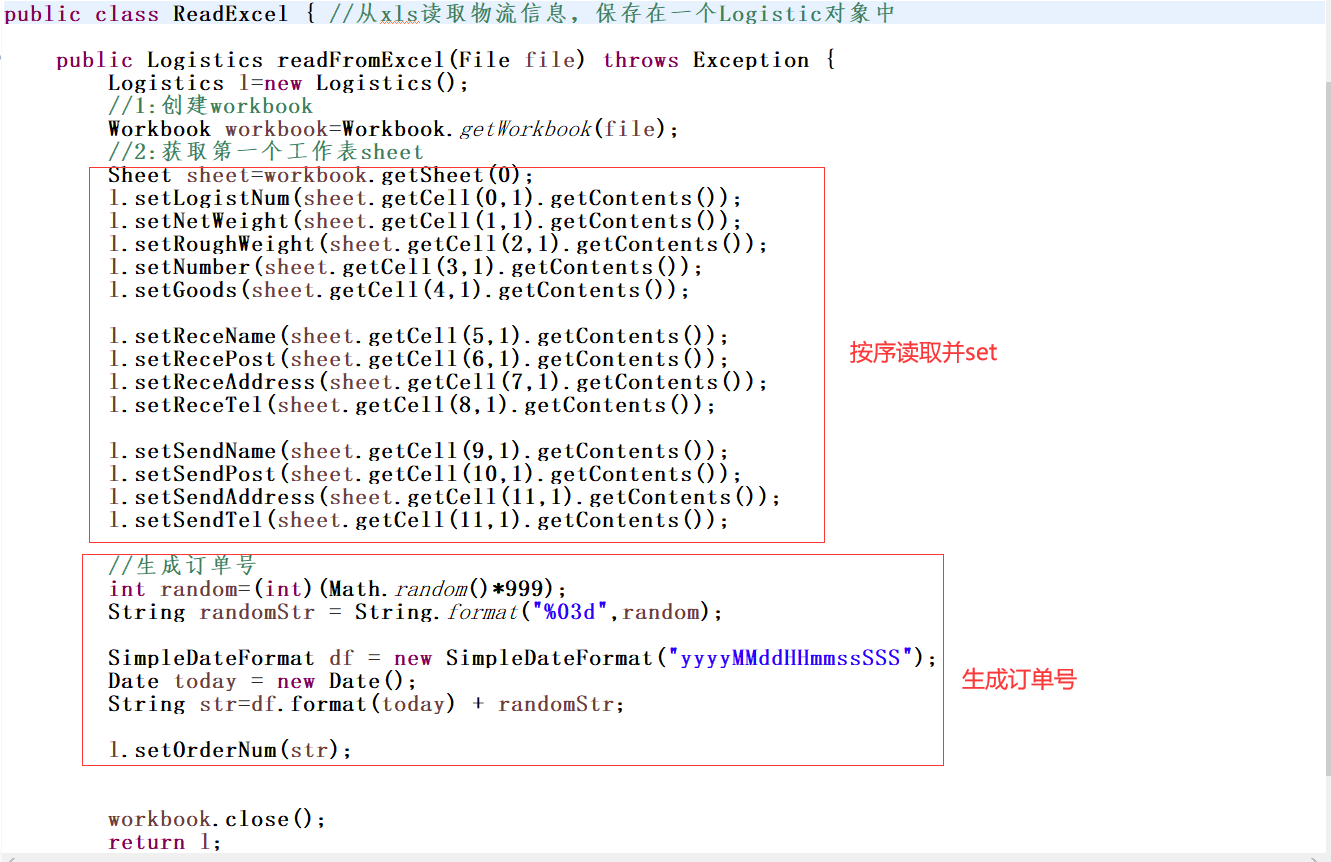 public class ReadExcel { //从xls读取物流信息，保存在一个Logistic对象中
public Logistics readFromExcel(File file) throws Exception {
Logistics l=new Logistics();
//1:创建workbook
Workbook workbook=Workbook.getWorkbook(file);
//2:获取第一个工作表sheet
Sheet sheet=workbook.getSheet(0);
l.setLogistNum(sheet.getCell(0,1).getContents());
l.setNetWeight(sheet.getCell(1,1).getContents());
l.setRoughWeight(sheet.getCell(2,1).getContents());
l.setNumber(sheet.getCell(3,1).getContents());
l.setGoods(sheet.getCell(4,1).getContents());
l.setReceName(sheet.getCell(5,1).getContents());
l.setRecePost(sheet.getCell(6,1).getContents());
l.setReceAddress(sheet.getCell(7,1).getContents());
l.setReceTel(sheet.getCell(8,1).getContents());
按序读取并set
l.setSendName(sheet.getCell(9,1).getContents());
l.setSendPost(sheet.getCell(10,1).getContents());
l.setSendAddress(sheet.getCell(11,1).getContents());
l.setSendTel(sheet.getCell(11,1).getContents());
//生成订单号
int random=(int)(Math.random()*999);
String randomStr = String.format("%03d",random);
SimpleDateFormat df = new SimpleDateFormat("yyyyMMddHHmmssSSS");
Date today = new Date();
String str=df.format(today) + randomStr;
生成订单号
l.setOrderNum(str);
workbook.close();
return l;